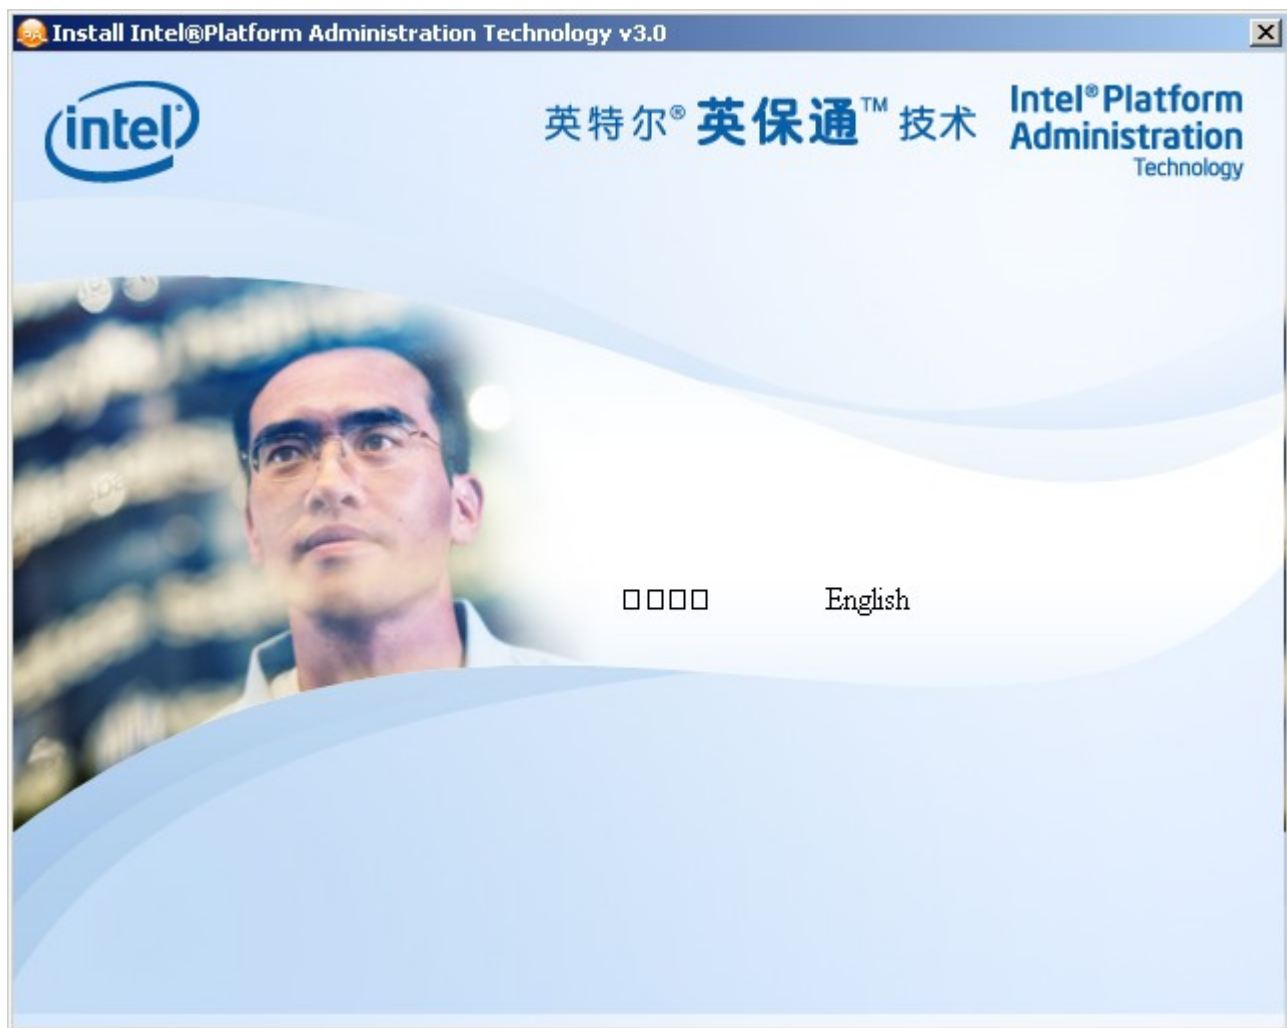 Install Intel®Platform Administration Technology v3.0
intel
英特尔® 英保通™ 技术
Intel® Platform
Administration
Technology
□□□□ English